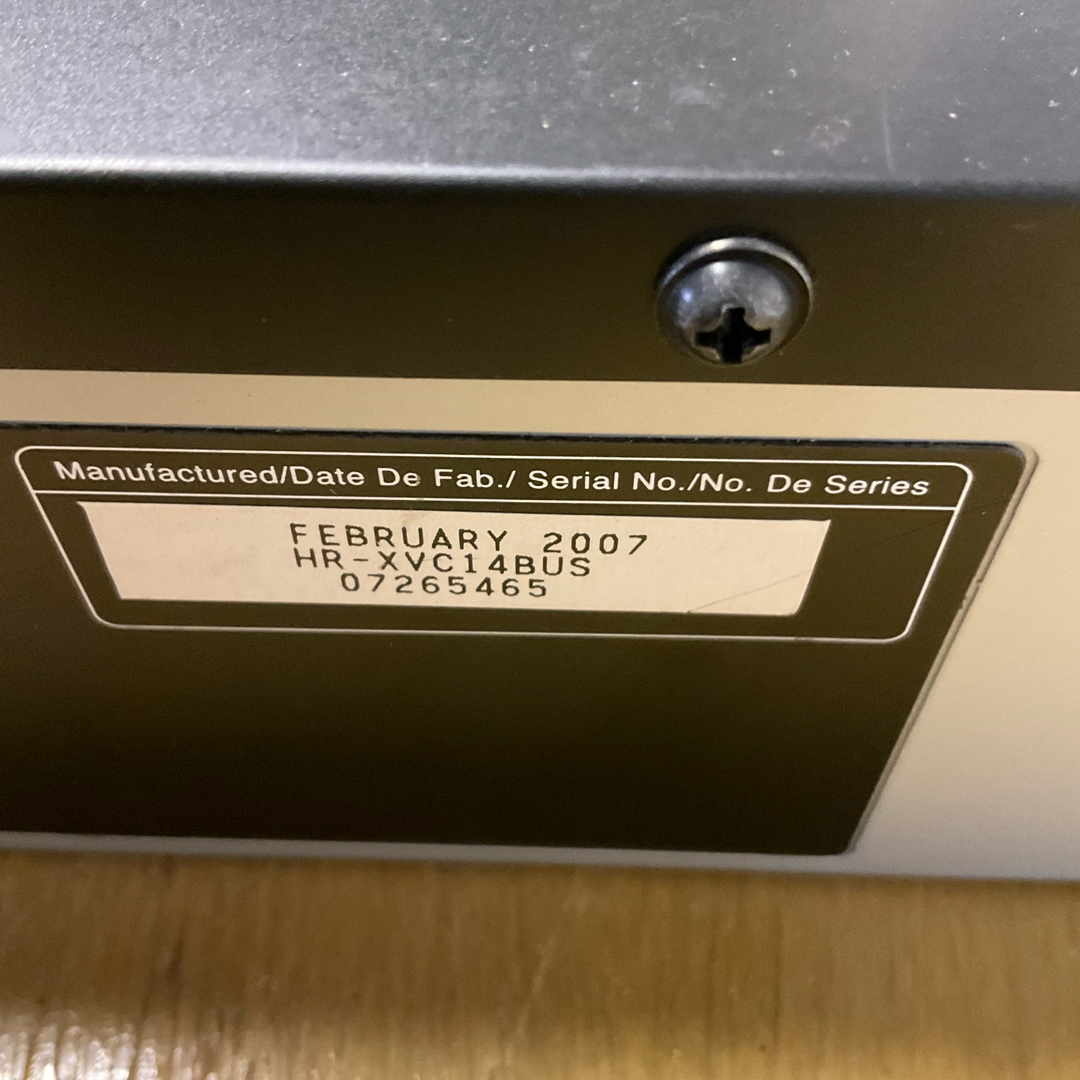 Manufactured/Date De Fab./ Serial No./No. De Series
FEBRUARY 2007
HR-XVC14BUS
07265465